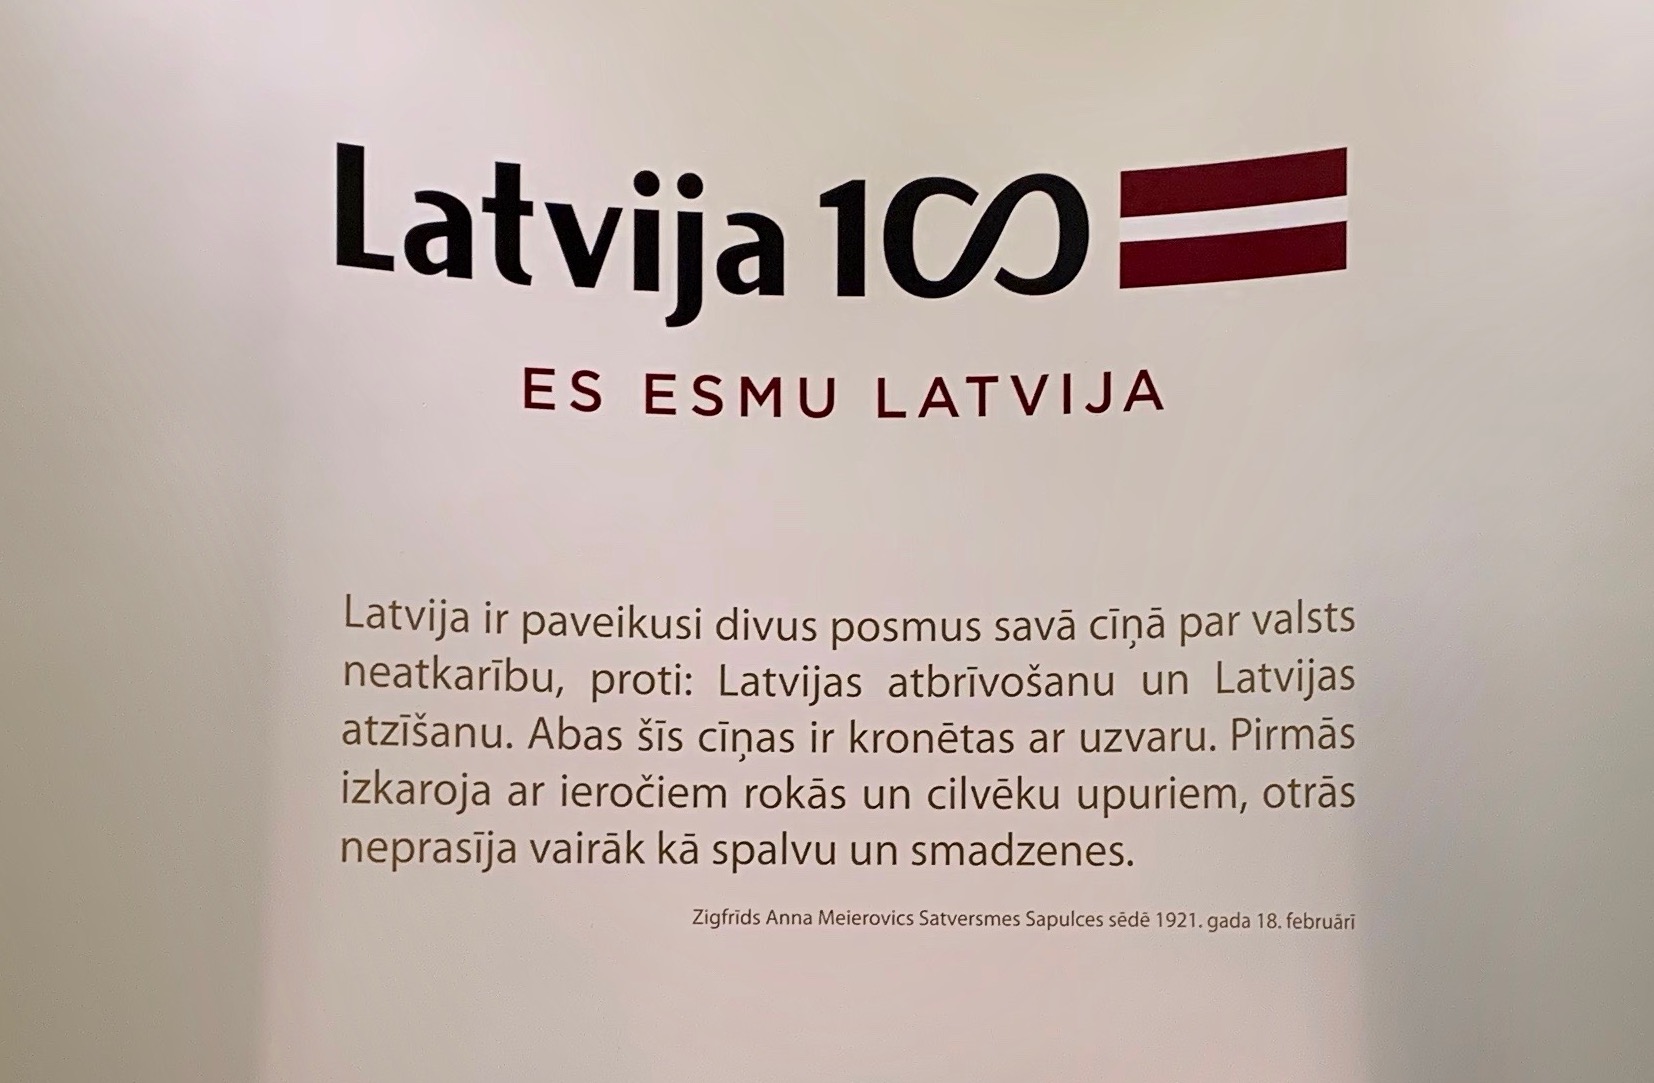 Latvija 100
ES ESMU LATVIJA
Latvija ir paveikusi divus posmus savā cīņā par valsts
neatkarību, proti: Latvijas atbrīvošanu un Latvijas
atzīšanu. Abas šīs cīņas ir kronētas ar uzvaru. Pirmās
izkaroja ar ieročiem rokās un cilvēku upuriem, otrās
neprasīja vairāk kā spalvu un smadzenes.
Zigfrīds Anna Meierovics Satversmes Sapulces sēdē 1921. gada 18. februārī